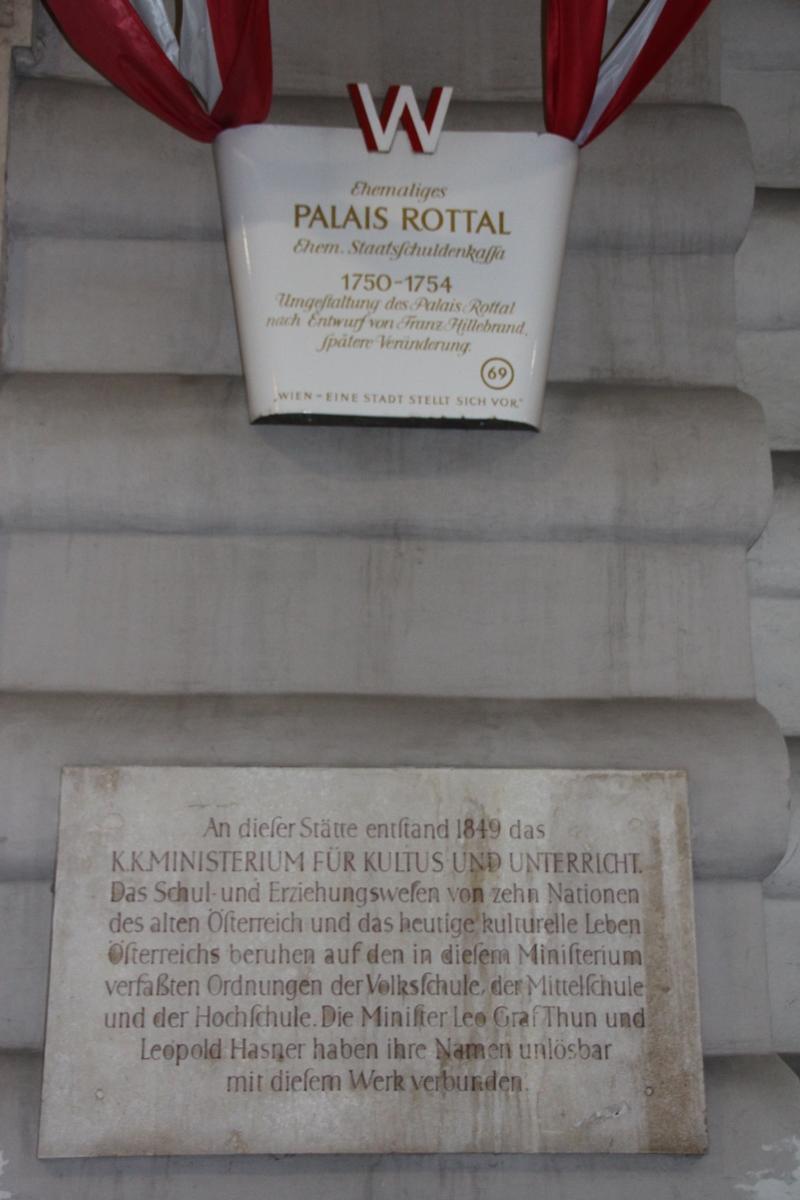 W
Ehemaliges
PALAIS ROTTAL
Ehem. Staatsſchuldenkaſſa
1750-1754
Umgeſtaltung des Palais Rottal
nach Entwurf von Franz Hillebrand,
ſpätere Veränderung.
69
"WIEN - EINE STADT STELLT SICH VOR."
An dieſer Stätte entſtand 1849 das
K.K.MINISTERIUM FÜR KULTUS UND UNTERRICHT.
Das Schul- und Erziehungsweſen von zehn Nationen
des alten Öſterreich und das heutige kulturelle Leben
Öſterreichs beruhen auf den in dieſem Miniſterium
verfaßten Ordnungen der Volksſchule, der Mittelſchule
und der Hochſchule. Die Miniſter Leo Graf Thun und
Leopold Hasner haben ihre Namen unlösbar
mit dieſem Werk verbunden.